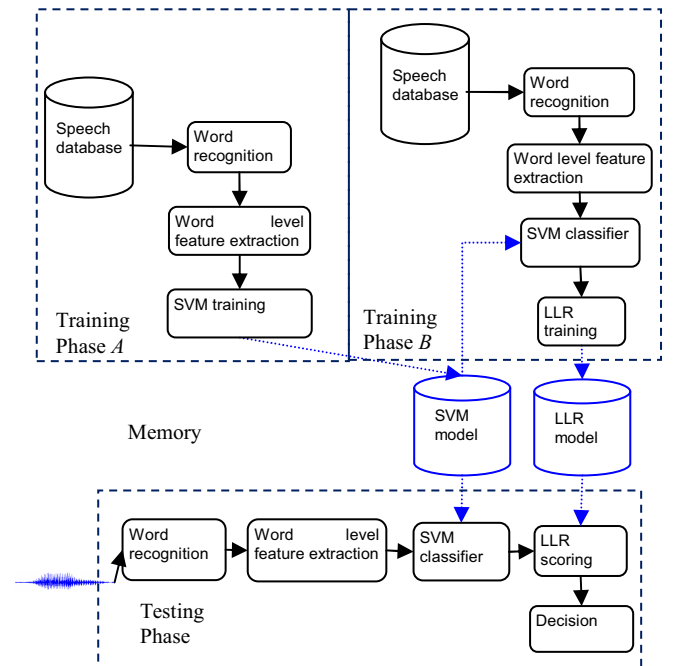 Speech
database
Word
recognition
Word level
feature extraction
SVM training
Training
Phase A
Speech
database
Word
recognition
Word level feature
extraction
SVM classifier
LLR
training
Training
Phase B
Memory
SVM
model
LLR
model
Word
recognition
Word level
feature extraction
SVM
classifier
LLR
scoring
Decision
Testing
Phase